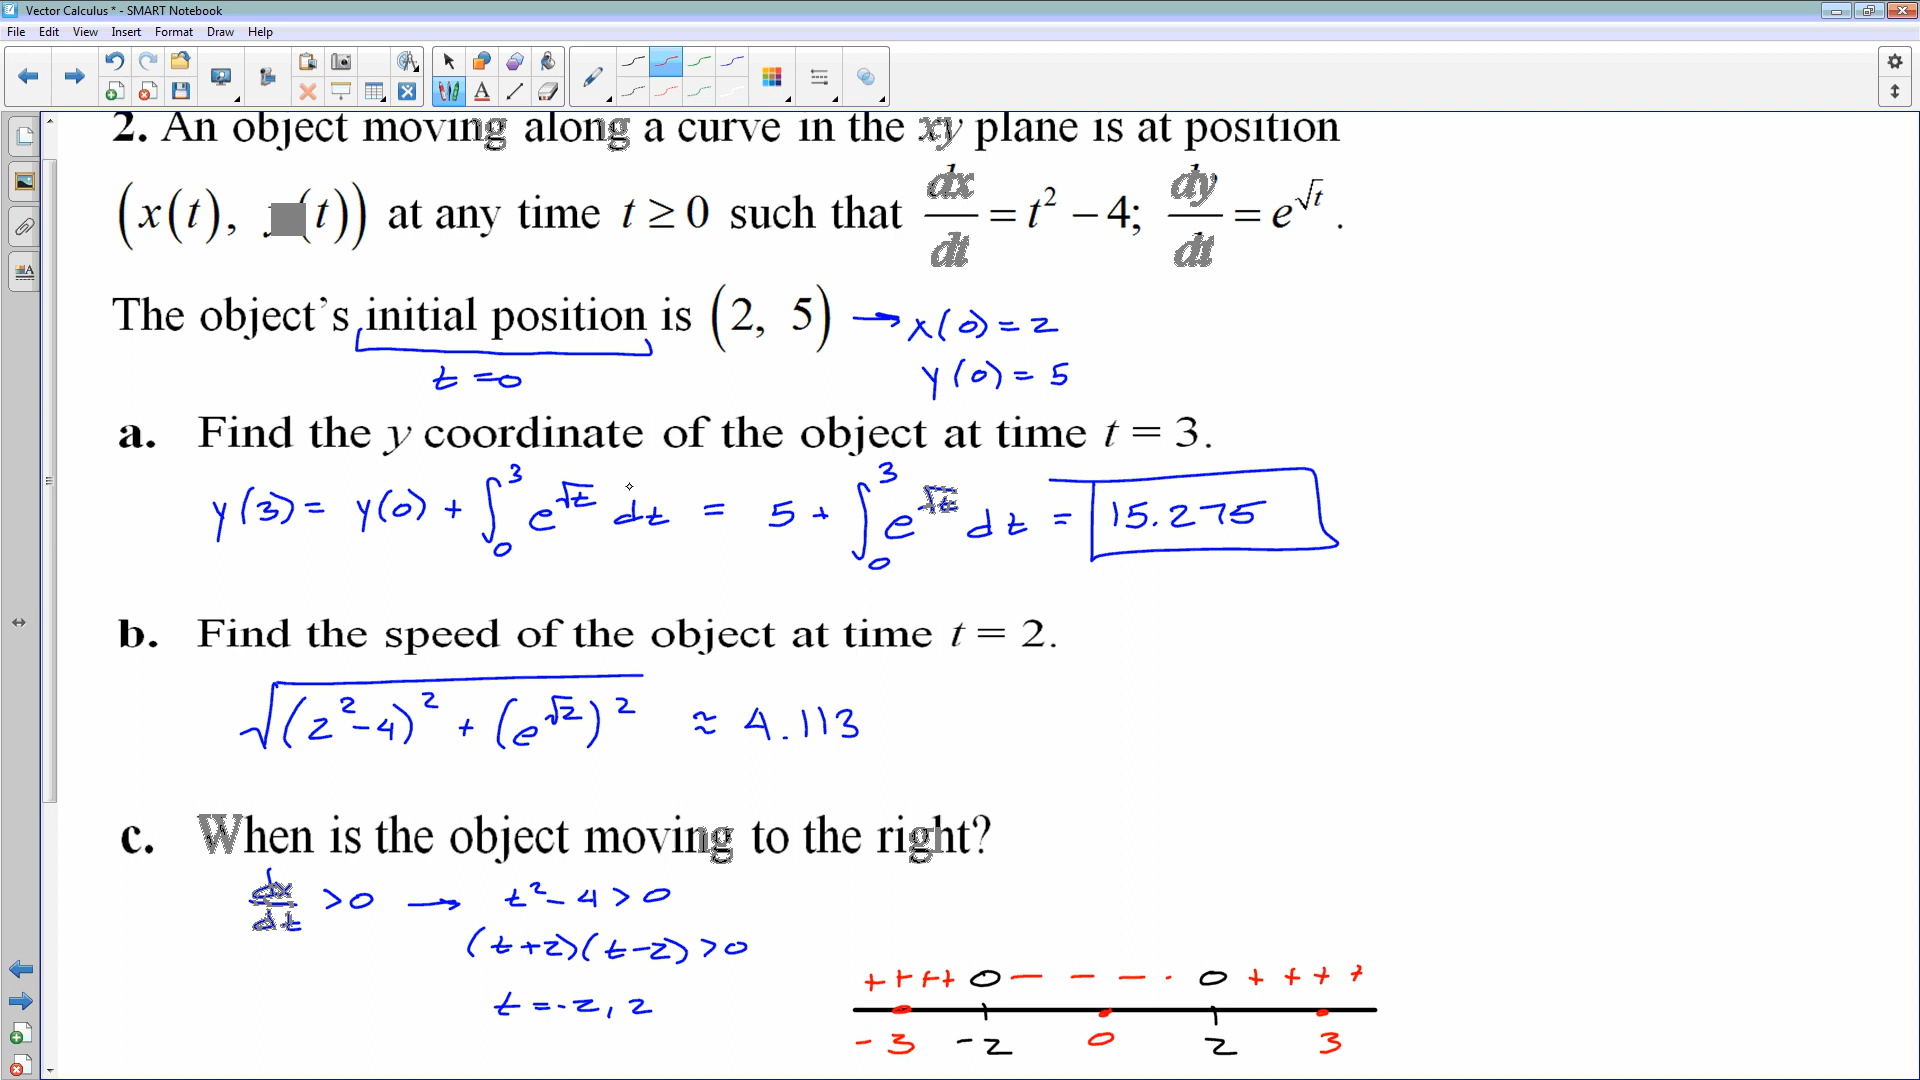 Vector Calculus * - SMART Notebook
File Edit View Insert Format Draw Help
2. An object moving along a curve in the xy plane is at position
(x(t), y(t)) at any time t ≥ 0 such that dx/dt = t² − 4; dy/dt = e^√t .
The object's initial position is (2, 5) → x(0) = 2
t = 0
y(0) = 5
a. Find the y coordinate of the object at time t = 3.
y(3) = y(0) + ∫₀³ e^√t dt = 5 + ∫₀³ e^√t dt = 15.275
b. Find the speed of the object at time t = 2.
√((2²-4)² + (e^√2)²) ≈ 4.113
c. When is the object moving to the right?
dx/dt > 0 → t² - 4 > 0
(t+2)(t-2) > 0
t = -2, 2
++++ 0 − − − · 0 ++++
-3 -2 0 2 3